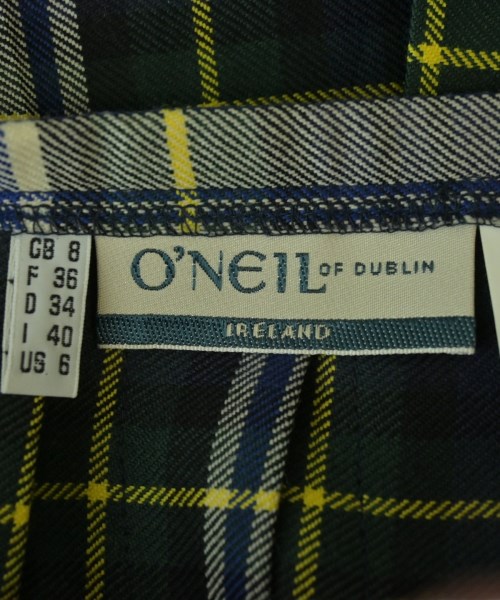 GB 8
F 36
D 34
I 40
US 6
O'NEIL OF DUBLIN
IRELAND